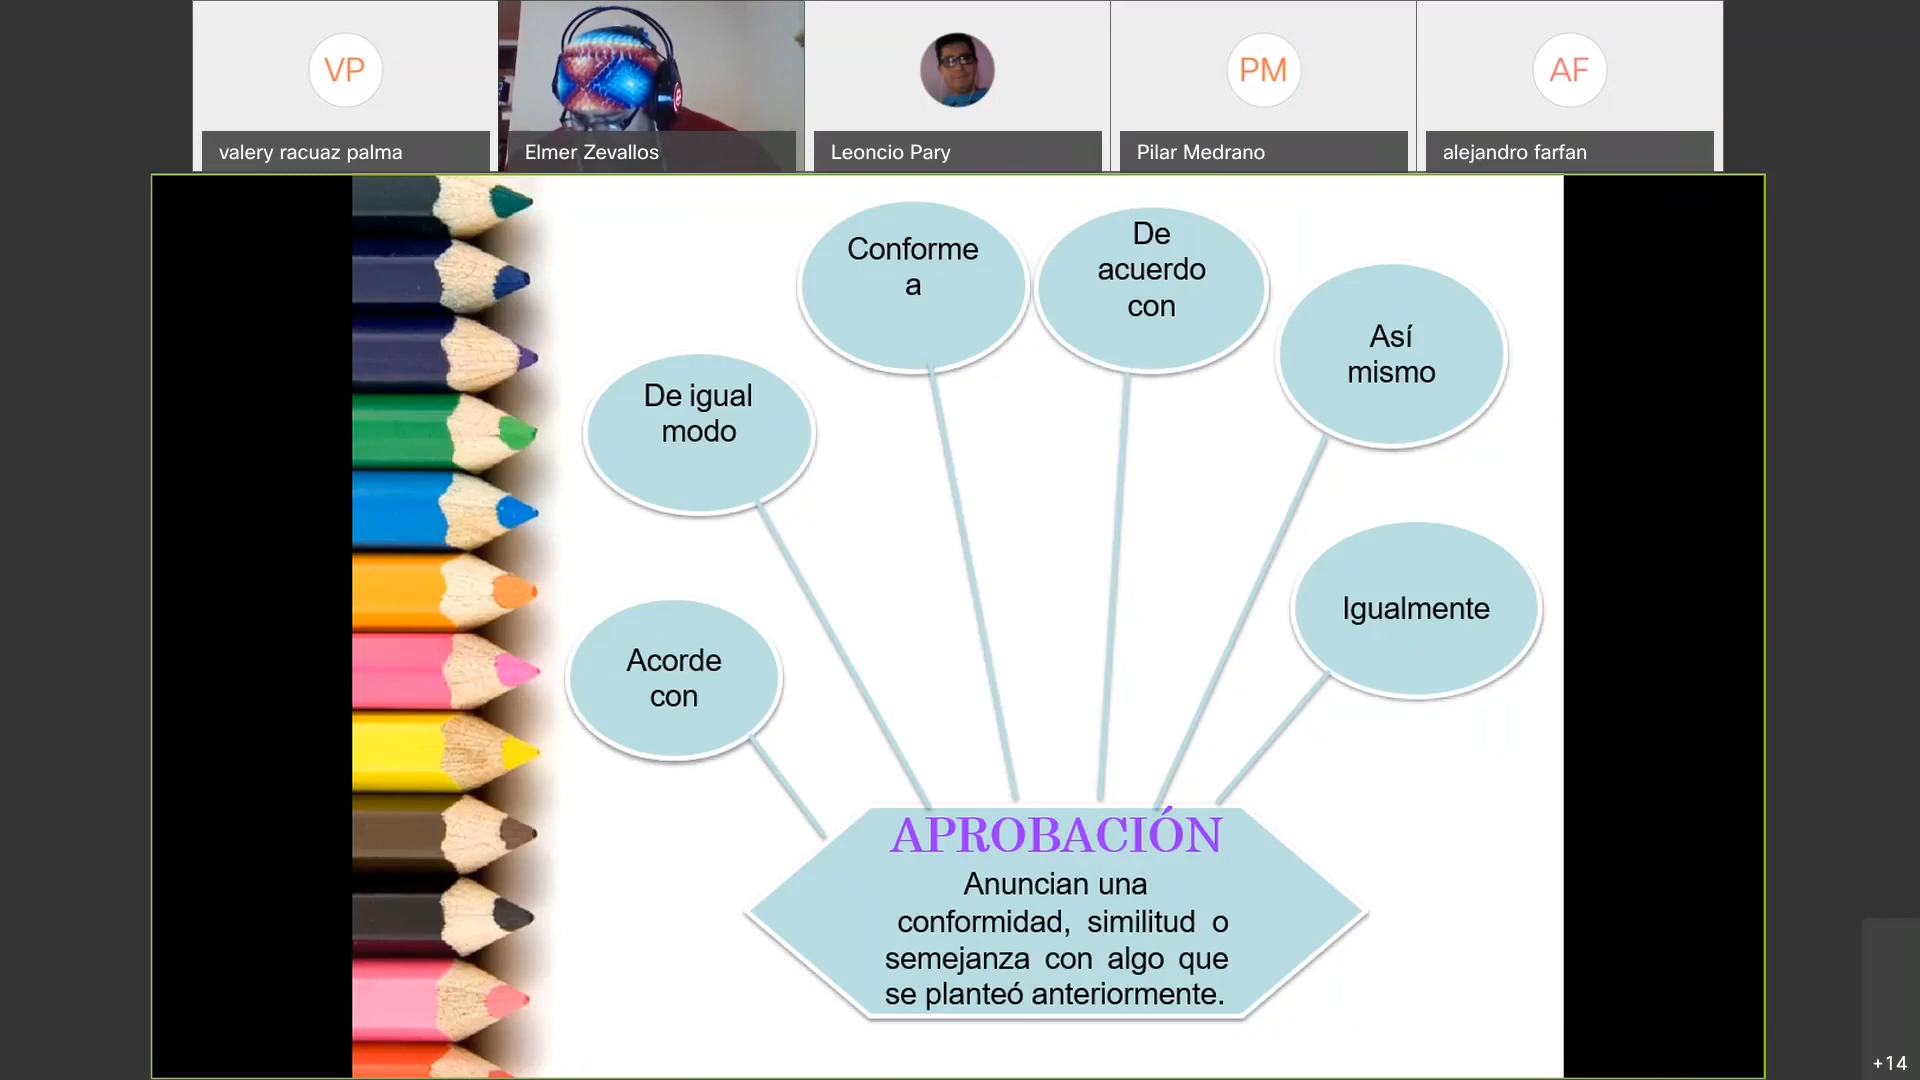 VP
valery racuaz palma
Elmer Zevallos
Leoncio Pary
PM
Pilar Medrano
AF
alejandro farfan
Conforme
a
De
acuerdo
con
Así
mismo
De igual
modo
Igualmente
Acorde
con
APROBACIÓN
Anuncian una
conformidad, similitud o
semejanza con algo que
se planteó anteriormente.
+14